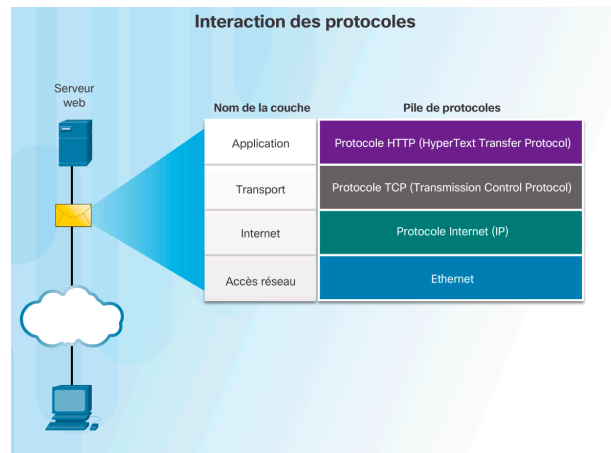 Interaction des protocoles
Serveur
web
Nom de la couche
Pile de protocoles
Application
Protocole HTTP (HyperText Transfer Protocol)
Transport
Protocole TCP (Transmission Control Protocol)
Internet
Protocole Internet (IP)
Accès réseau
Ethernet